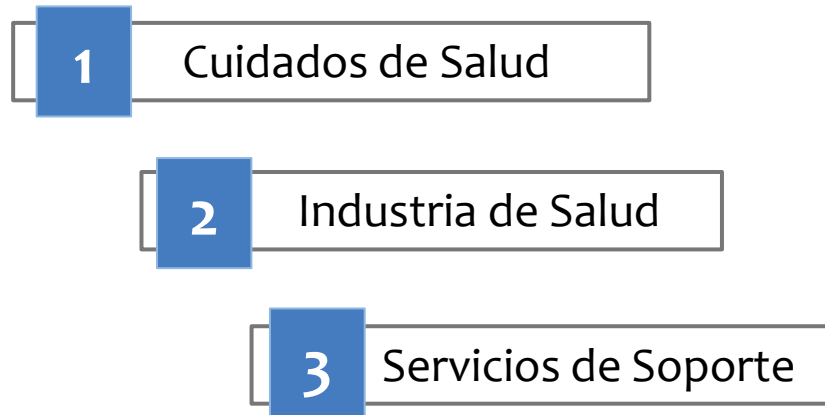 1 Cuidados de Salud
2 Industria de Salud
3 Servicios de Soporte